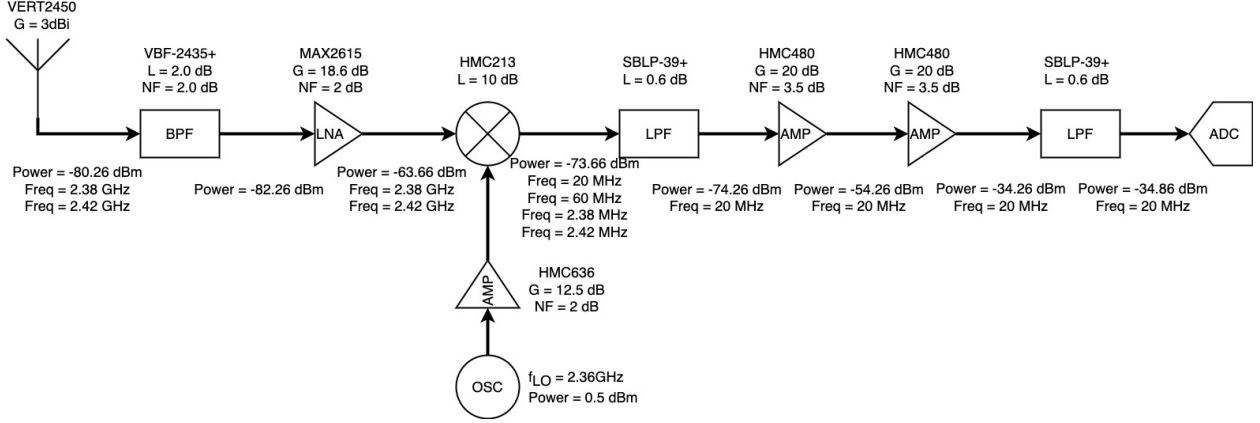 VERT2450
G = 3dBi
VBF-2435+
L = 2.0 dB
NF = 2.0 dB
BPF
MAX2615
G = 18.6 dB
NF = 2 dB
LNA
HMC213
L = 10 dB
SBLP-39+
L = 0.6 dB
LPF
HMC480
G = 20 dB
NF = 3.5 dB
AMP
HMC480
G = 20 dB
NF = 3.5 dB
AMP
SBLP-39+
L = 0.6 dB
LPF
ADC
Power = -80.26 dBm
Freq = 2.38 GHz
Freq = 2.42 GHz
Power = -82.26 dBm
Power = -63.66 dBm
Freq = 2.38 GHz
Freq = 2.42 GHz
Power = -73.66 dBm
Freq = 20 MHz
Freq = 60 MHz
Freq = 2.38 MHz
Freq = 2.42 MHz
Power = -74.26 dBm
Freq = 20 MHz
Power = -54.26 dBm
Freq = 20 MHz
Power = -34.26 dBm
Freq = 20 MHz
Power = -34.86 dBm
Freq = 20 MHz
AMP
HMC636
G = 12.5 dB
NF = 2 dB
OSC
fLO = 2.36GHz
Power = 0.5 dBm